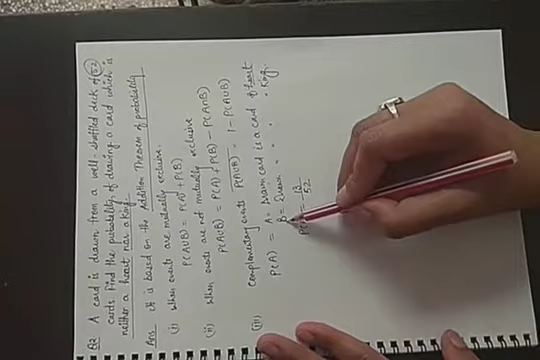 Q2 A card is drawn from a well-shuffled deck of 52
cards. Find the probability of drawing a card which is
neither a heart nor a King.
Ans It is based on the Addition Theorem of probability
(i) When events are mutually exclusive.
P(A∪B) = P(A) + P(B)
(ii) When events are not mutually exclusive
P(A∪B) = P(A) + P(B) - P(A∩B)
(iii) Complementary events P(A∪B) = 1 - P(A∪B)
P(A) = A = Drawn card is a card of heart
B = Drawn " " " " " King.
P(A) = 13/52